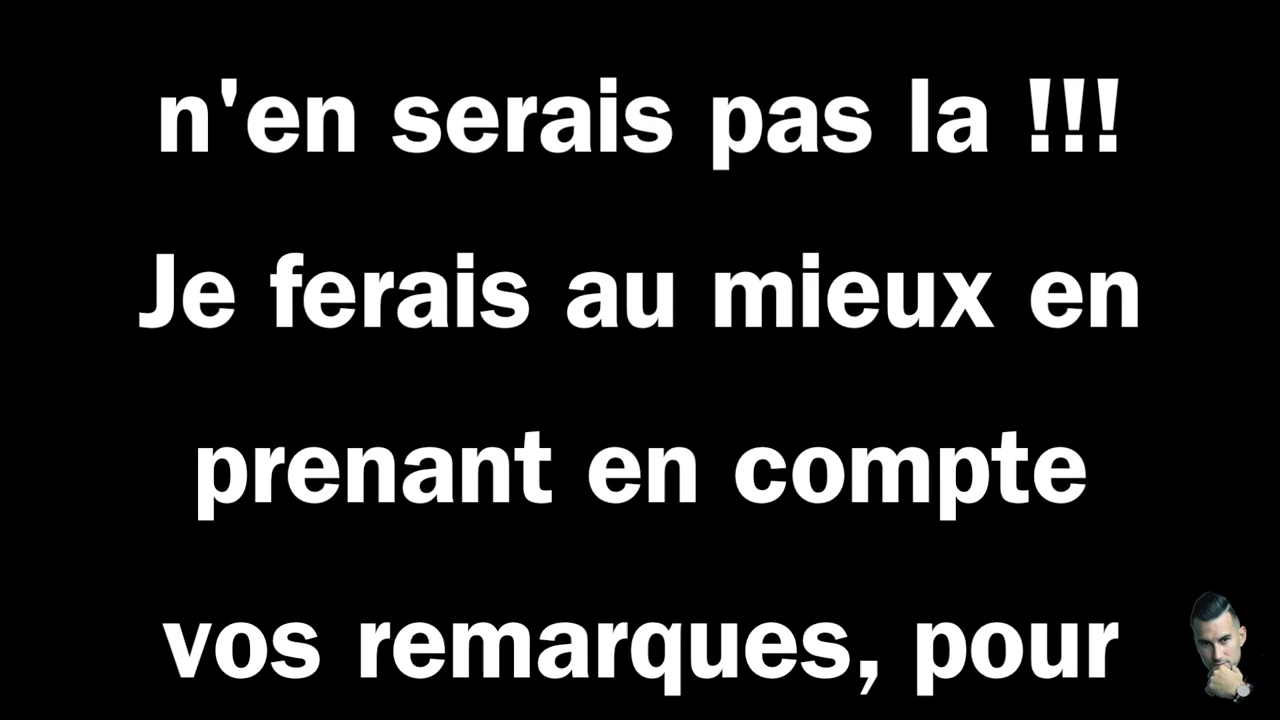 n'en serais pas la !!!
Je ferais au mieux en
prenant en compte
vos remarques, pour